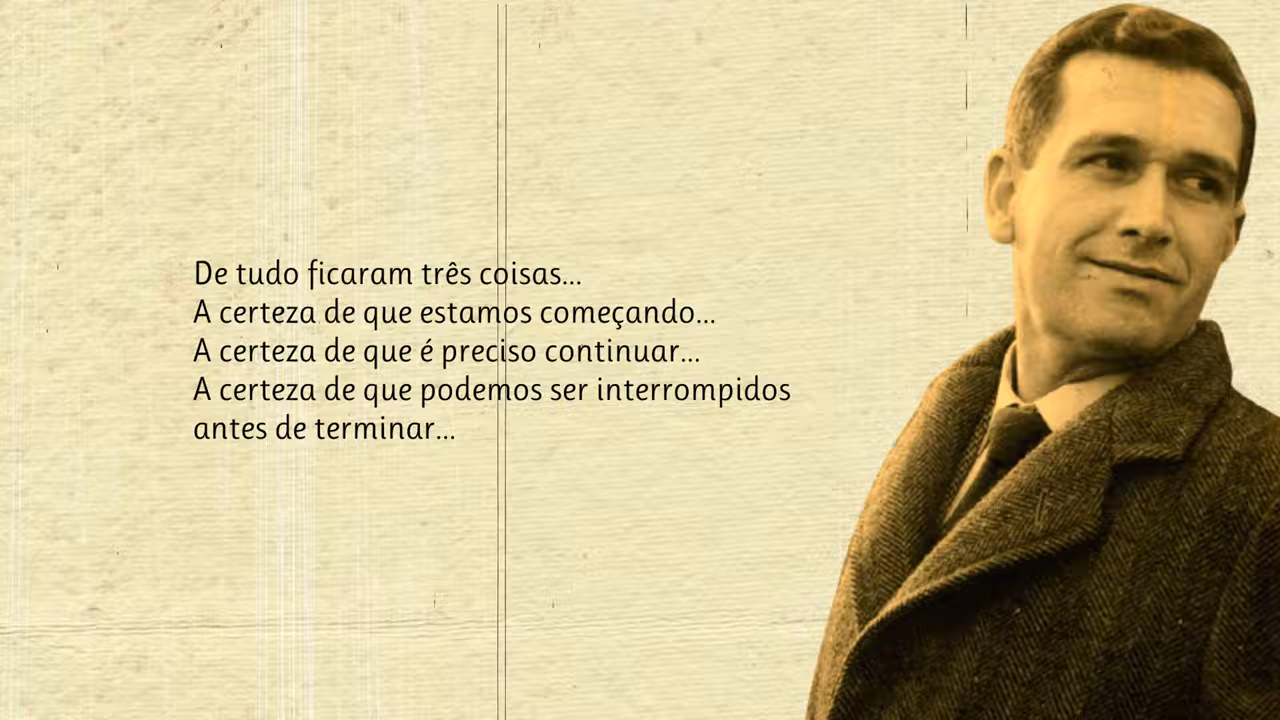 De tudo ficaram três coisas...
A certeza de que estamos começando...
A certeza de que é preciso continuar...
A certeza de que podemos ser interrompidos
antes de terminar...